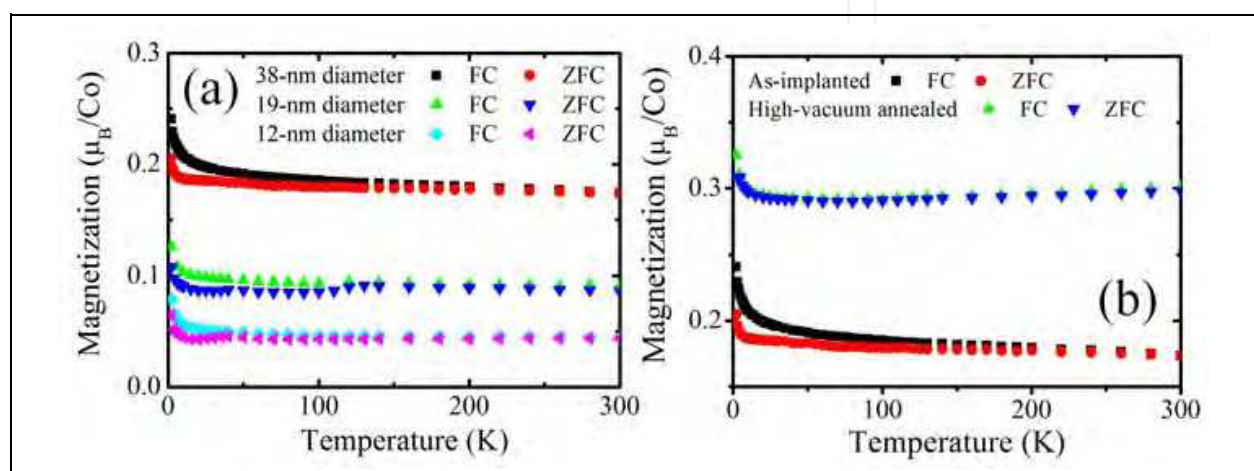 (a)
38-nm diameter FC ZFC
19-nm diameter FC ZFC
12-nm diameter FC ZFC
Magnetization (μB/Co)
0.3
0.2
0.1
0.0
0 100 200 300
Temperature (K)
(b)
As-implanted FC ZFC
High-vacuum annealed FC ZFC
Magnetization (μB/Co)
0.4
0.3
0.2
0 100 200 300
Temperature (K)